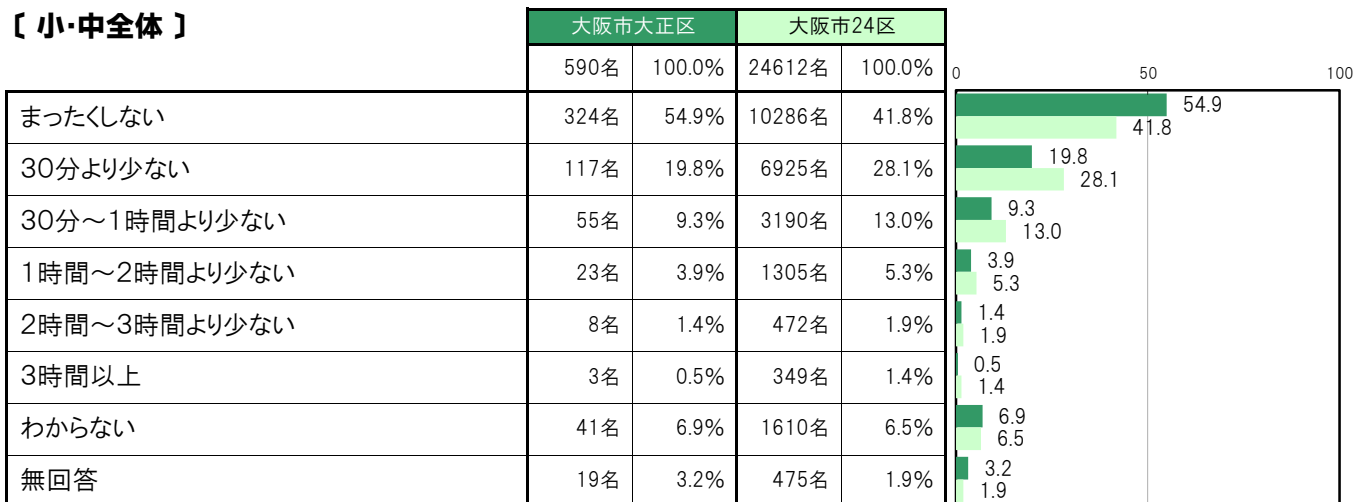 〔 小・中全体 〕
大阪市大正区 大阪市24区
590名 100.0% 24612名 100.0% 0 50 100
まったくしない 324名 54.9% 10286名 41.8% 54.9
41.8
30分より少ない 117名 19.8% 6925名 28.1% 19.8
28.1
30分～1時間より少ない 55名 9.3% 3190名 13.0% 9.3
13.0
1時間～2時間より少ない 23名 3.9% 1305名 5.3% 3.9
5.3
2時間～3時間より少ない 8名 1.4% 472名 1.9% 1.4
1.9
3時間以上 3名 0.5% 349名 1.4% 0.5
1.4
わからない 41名 6.9% 1610名 6.5% 6.9
6.5
無回答 19名 3.2% 475名 1.9% 3.2
1.9